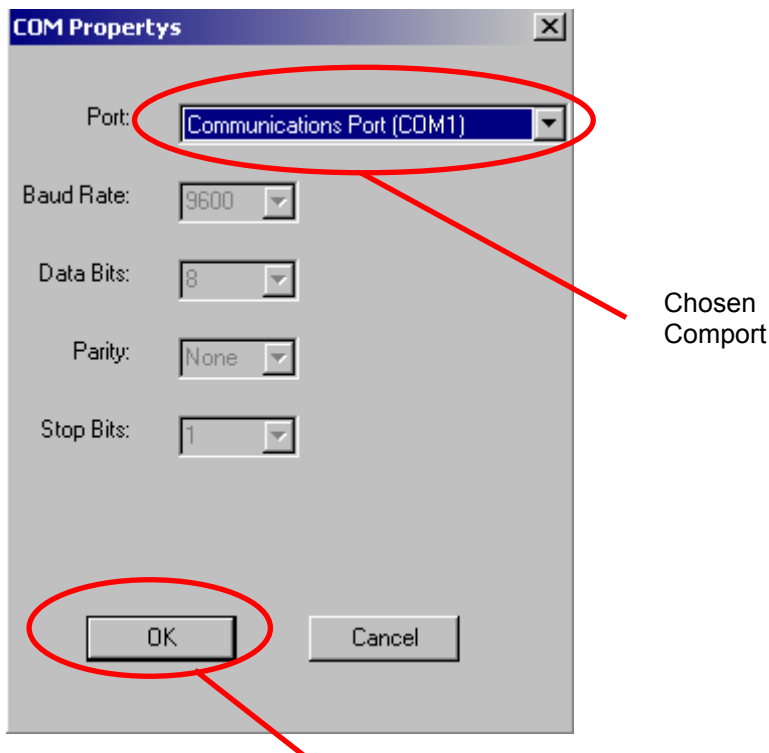 COM Propertys
Port: Communications Port (COM1)
Baud Rate: 9600
Data Bits: 8
Chosen
Comport
Parity: None
Stop Bits: 1
OK Cancel